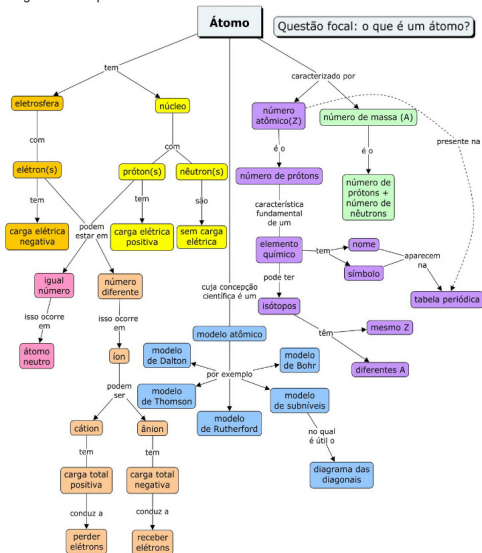 Átomo
Questão focal: o que é um átomo?
tem
caracterizado por
eletrosfera
núcleo
número
atômico(Z)
número de massa (A)
presente na
com
com
é o
é o
elétron(s)
próton(s)
nêutron(s)
número de prótons
número de
prótons +
número de
nêutrons
tem
podem
estar em
tem
são
característica
fundamental
de um
carga elétrica
negativa
carga elétrica
positiva
sem carga
elétrica
elemento
químico
tem
nome
símbolo
aparecem
na
tabela periódica
igual
número
número
diferente
cuja concepção
científica é um
pode ter
isótopos
isso ocorre
em
isso ocorre
em
modelo atômico
têm
mesmo Z
diferentes A
átomo
neutro
íon
modelo
de Dalton
modelo
de Bohr
por exemplo
podem
ser
modelo
de Thomson
modelo
de Rutherford
modelo
de subníveis
cátion
ânion
no qual
é útil o
tem
tem
diagrama das
diagonais
carga total
positiva
carga total
negativa
conduz a
conduz a
perder
elétrons
receber
elétrons